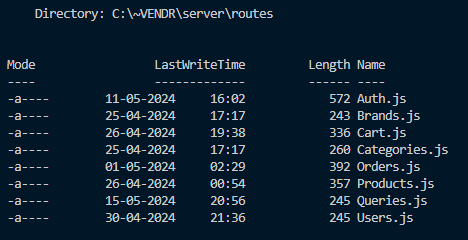 Directory: C:\~VENDR\server\routes
Mode LastWriteTime Length Name
---- ------------- ------ ----
-a---- 11-05-2024 16:02 572 Auth.js
-a---- 25-04-2024 17:17 243 Brands.js
-a---- 26-04-2024 19:38 336 Cart.js
-a---- 25-04-2024 17:17 260 Categories.js
-a---- 01-05-2024 02:29 392 Orders.js
-a---- 26-04-2024 00:54 357 Products.js
-a---- 15-05-2024 20:56 245 Queries.js
-a---- 30-04-2024 21:36 245 Users.js